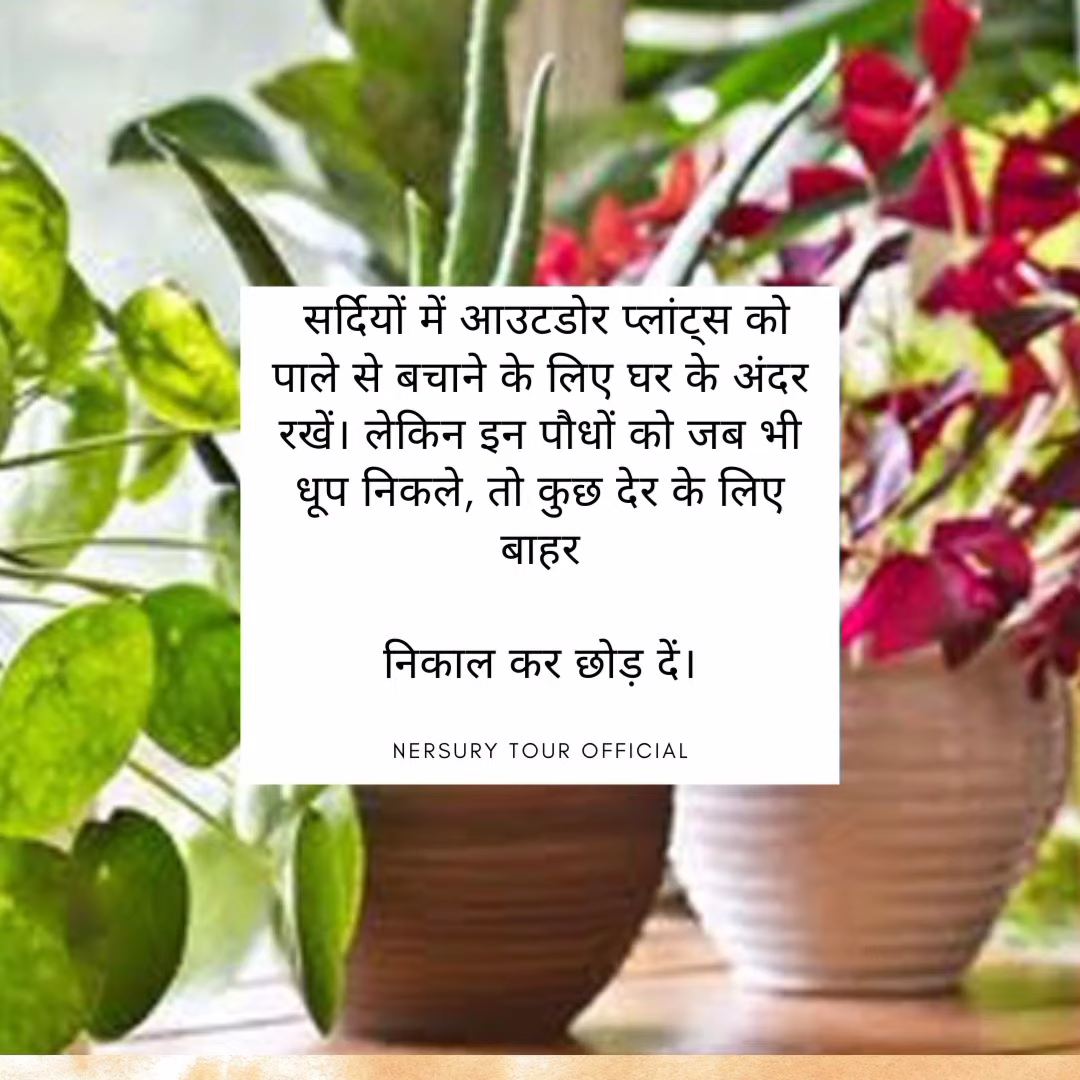 सर्दियों में आउटडोर प्लांट्स को
पाले से बचाने के लिए घर के अंदर
रखें। लेकिन इन पौधों को जब भी
धूप निकले, तो कुछ देर के लिए
बाहर
निकाल कर छोड़ दें।
NERSURY TOUR OFFICIAL